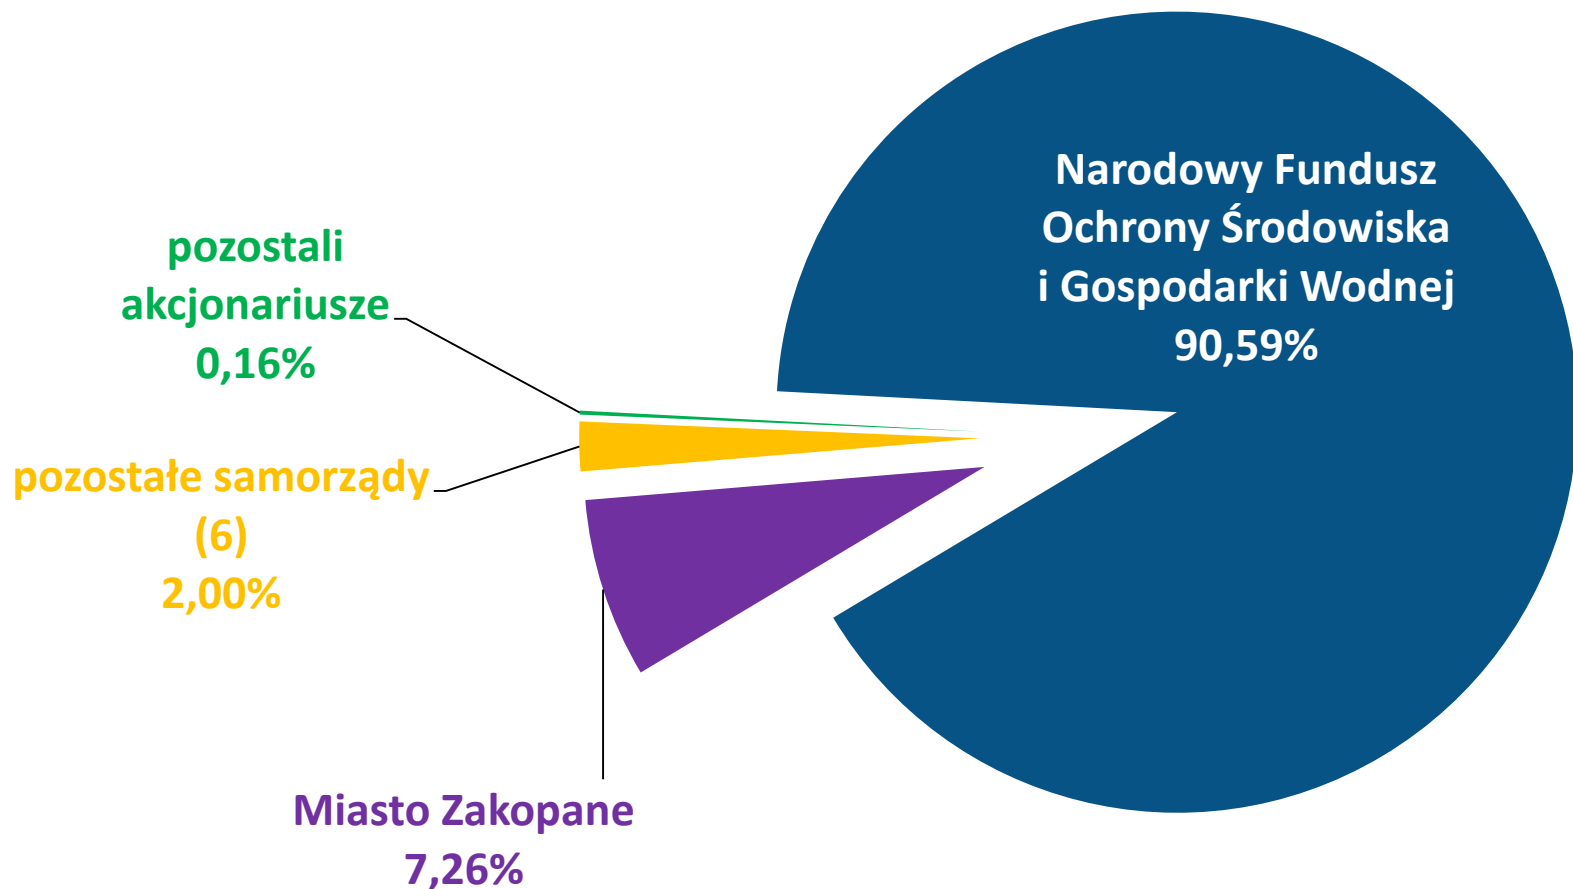 Narodowy Fundusz
Ochrony Środowiska
i Gospodarki Wodnej
90,59%
pozostali
akcjonariusze
0,16%
pozostałe samorządy
(6)
2,00%
Miasto Zakopane
7,26%